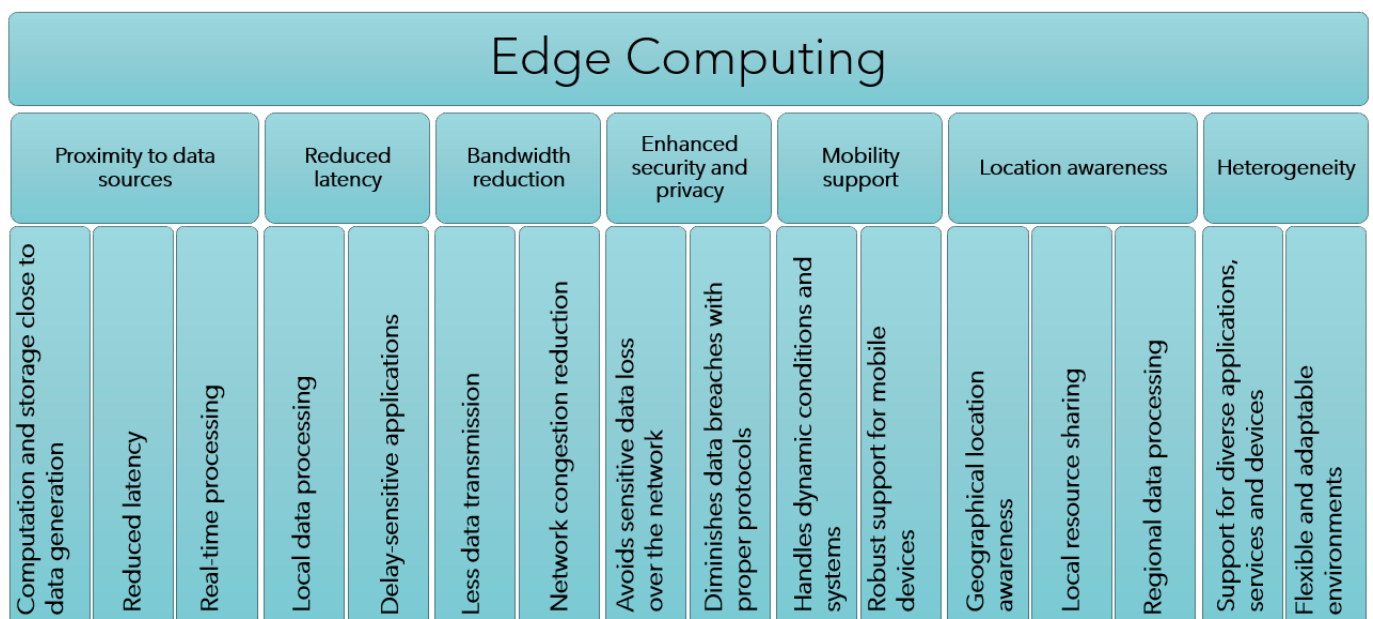 Edge Computing
Proximity to data
sources
Reduced
latency
Bandwidth
reduction
Enhanced
security and
privacy
Mobility
support
Location awareness
Heterogeneity
Computation and storage close to
data generation
Reduced latency
Real-time processing
Local data processing
Delay-sensitive applications
Less data transmission
Network congestion reduction
Avoids sensitive data loss
over the network
Diminishes data breaches with
proper protocols
Handles dynamic conditions and
systems
Robust support for mobile
devices
Geographical location
awareness
Local resource sharing
Regional data processing
Support for diverse applications,
services and devices
Flexible and adaptable
environments